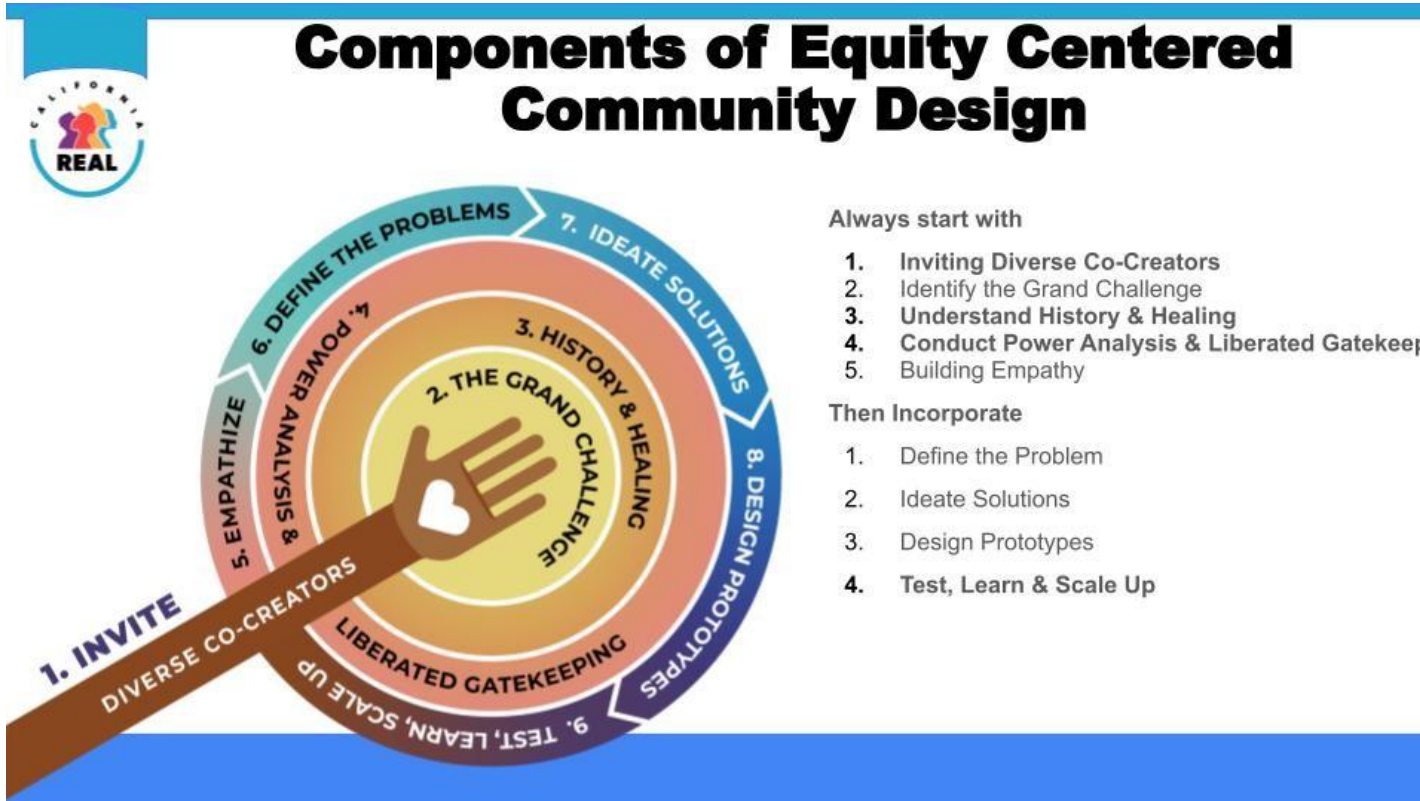 Components of Equity Centered
Community Design
CALIFORNIA
REAL
1. INVITE
DIVERSE CO-CREATORS
2. THE GRAND CHALLENGE
3. HISTORY & HEALING
4. POWER ANALYSIS &
LIBERATED GATEKEEPING
5. EMPATHIZE
6. DEFINE THE PROBLEMS
7. IDEATE SOLUTIONS
8. DESIGN PROTOTYPES
9. TEST, LEARN, SCALE UP
Always start with
1. Inviting Diverse Co-Creators
2. Identify the Grand Challenge
3. Understand History & Healing
4. Conduct Power Analysis & Liberated Gatekeep
5. Building Empathy
Then Incorporate
1. Define the Problem
2. Ideate Solutions
3. Design Prototypes
4. Test, Learn & Scale Up